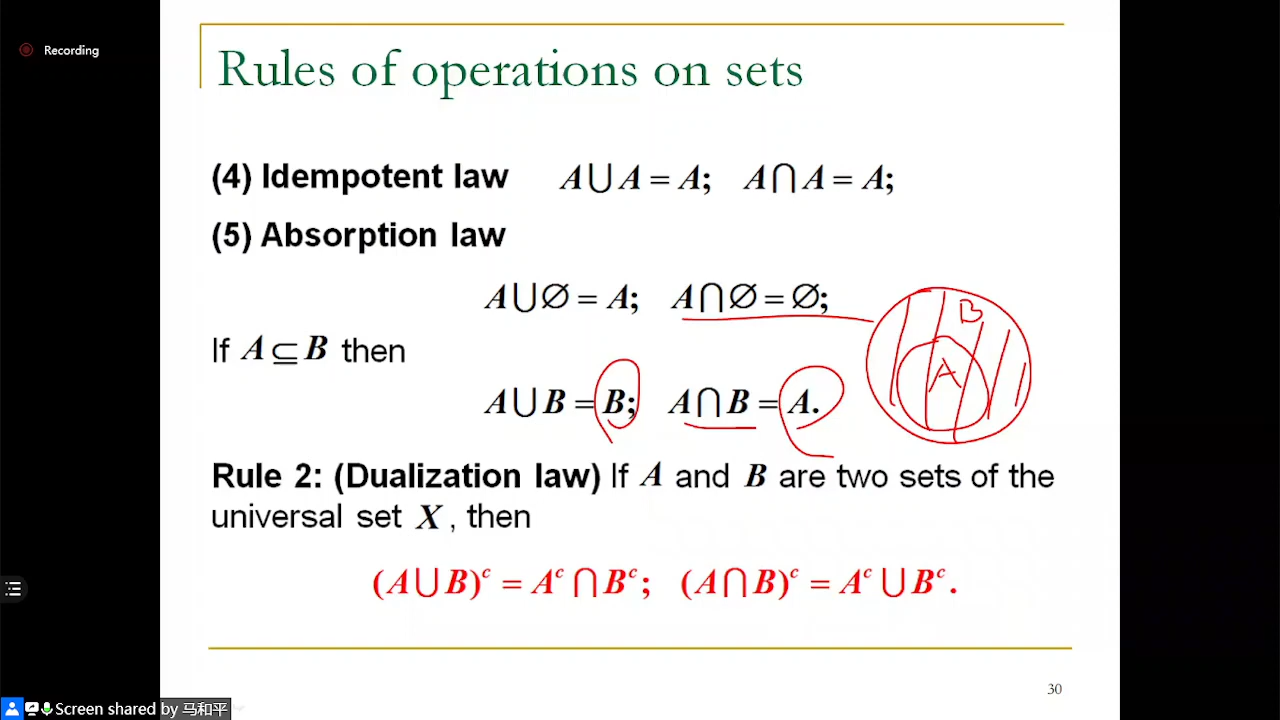 Recording
Rules of operations on sets
(4) Idempotent law A⋃A = A; A⋂A = A;
(5) Absorption law
A⋃∅ = A; A⋂∅ = ∅;
B
If A ⊆ B then
A
A⋃B = B; A⋂B = A.
Rule 2: (Dualization law) If A and B are two sets of the
universal set X, then
(A⋃B)ᶜ = Aᶜ⋂Bᶜ; (A⋂B)ᶜ = Aᶜ⋃Bᶜ.
30
Screen shared by 马和平